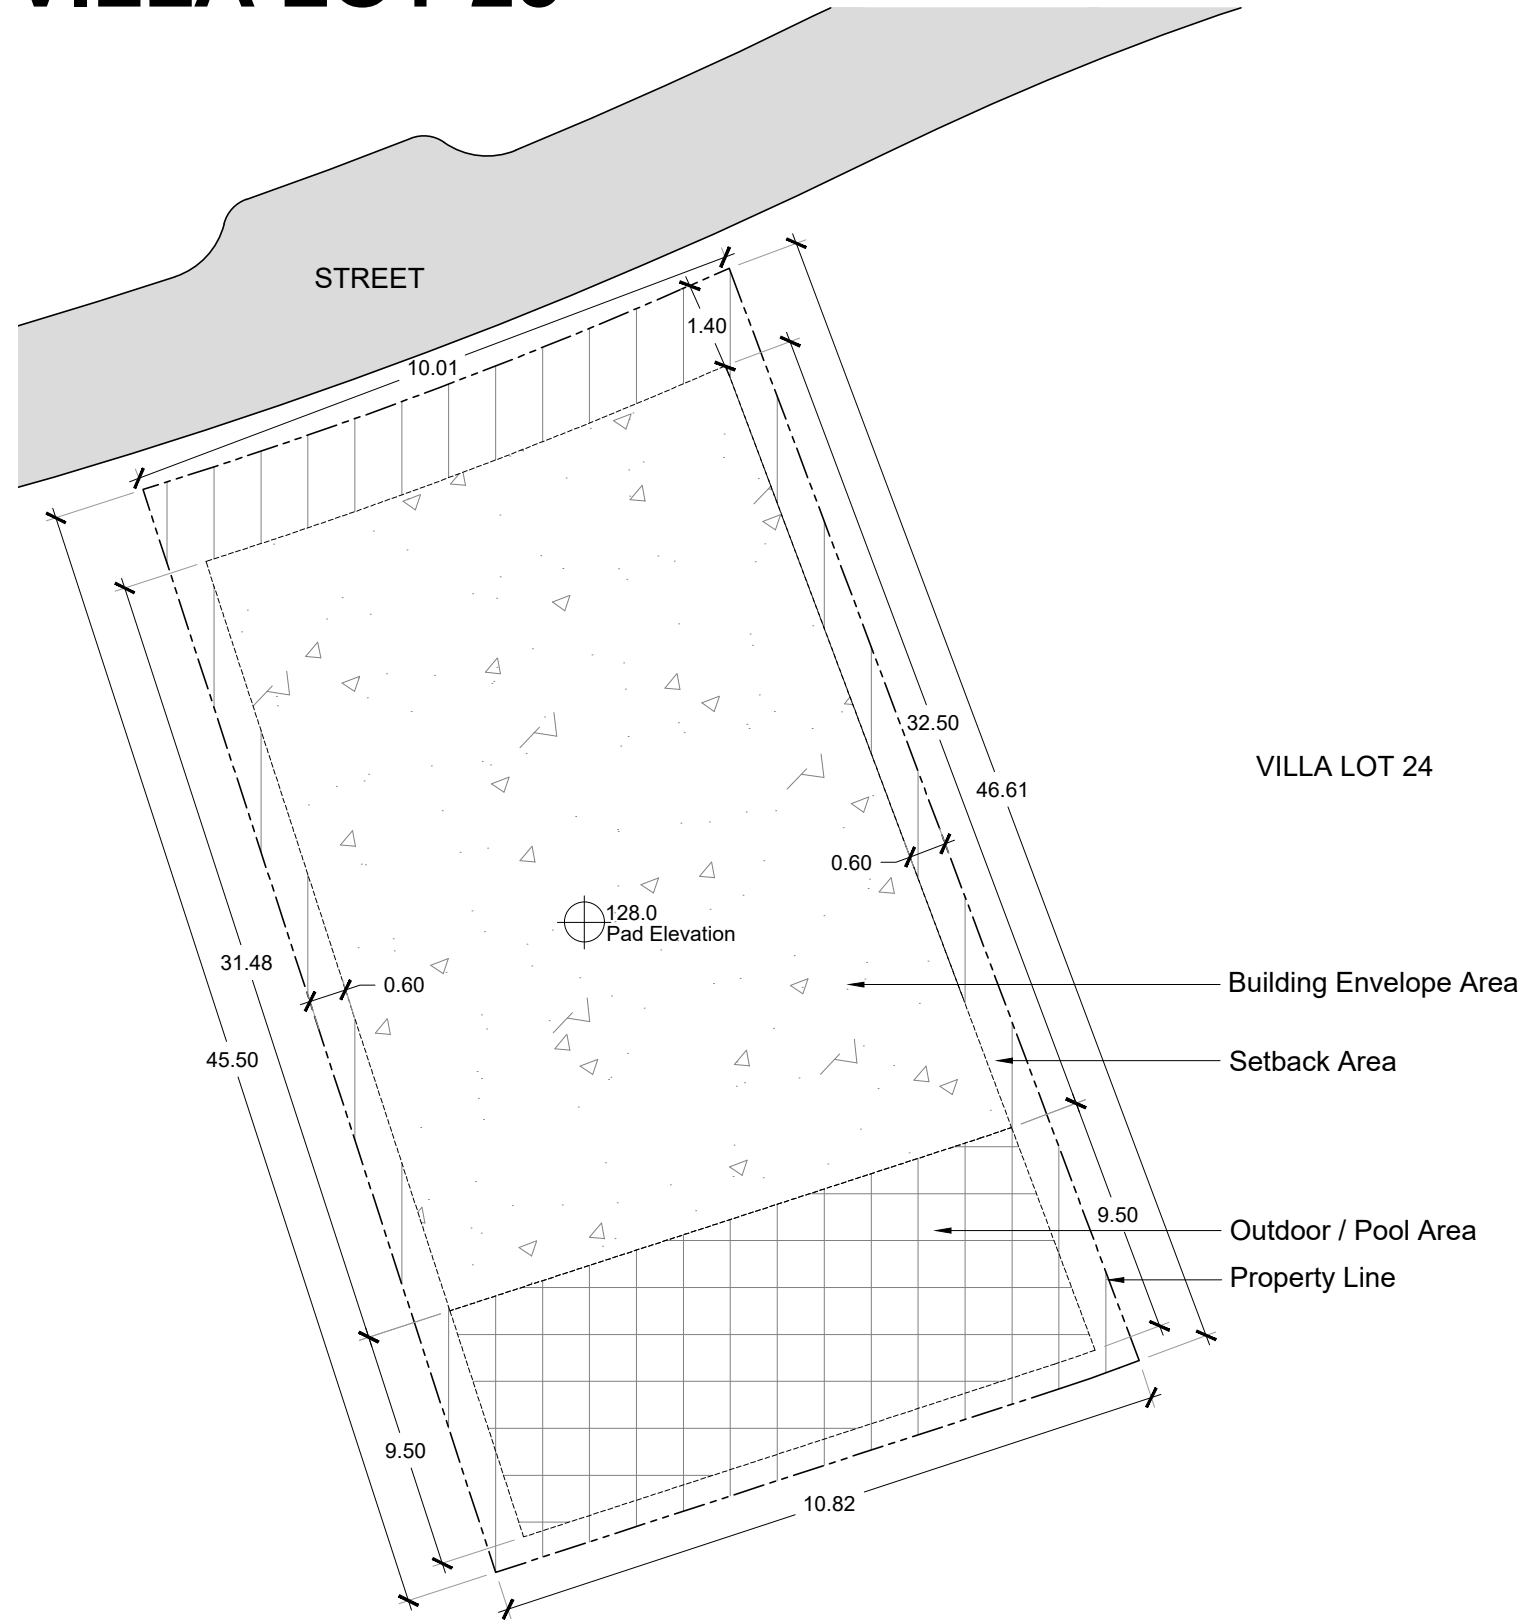 STREET
1.40
10.01
32.50
VILLA LOT 24
46.61
0.60
128.0
Pad Elevation
31.48
0.60
Building Envelope Area
45.50
Setback Area
9.50
Outdoor / Pool Area
Property Line
9.50
10.82